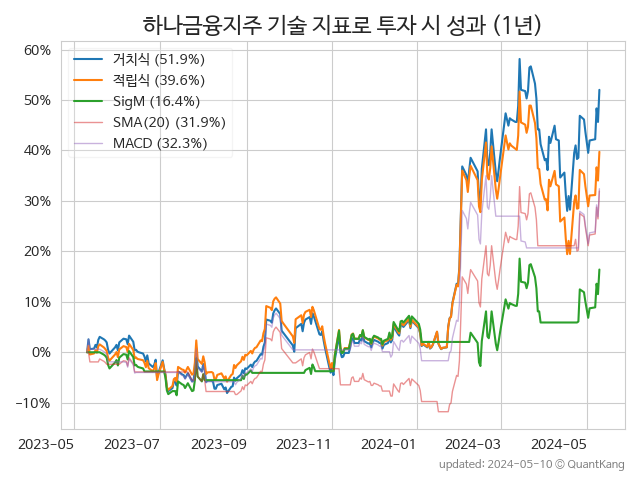 하나금융지주 기술 지표로 투자 시 성과 (1년)
거치식 (51.9%)
적립식 (39.6%)
SigM (16.4%)
SMA(20) (31.9%)
MACD (32.3%)
60%
50%
40%
30%
20%
10%
0%
−10%
2023-05 2023-07 2023-09 2023-11 2024-01 2024-03 2024-05
updated: 2024-05-10 © QuantKang